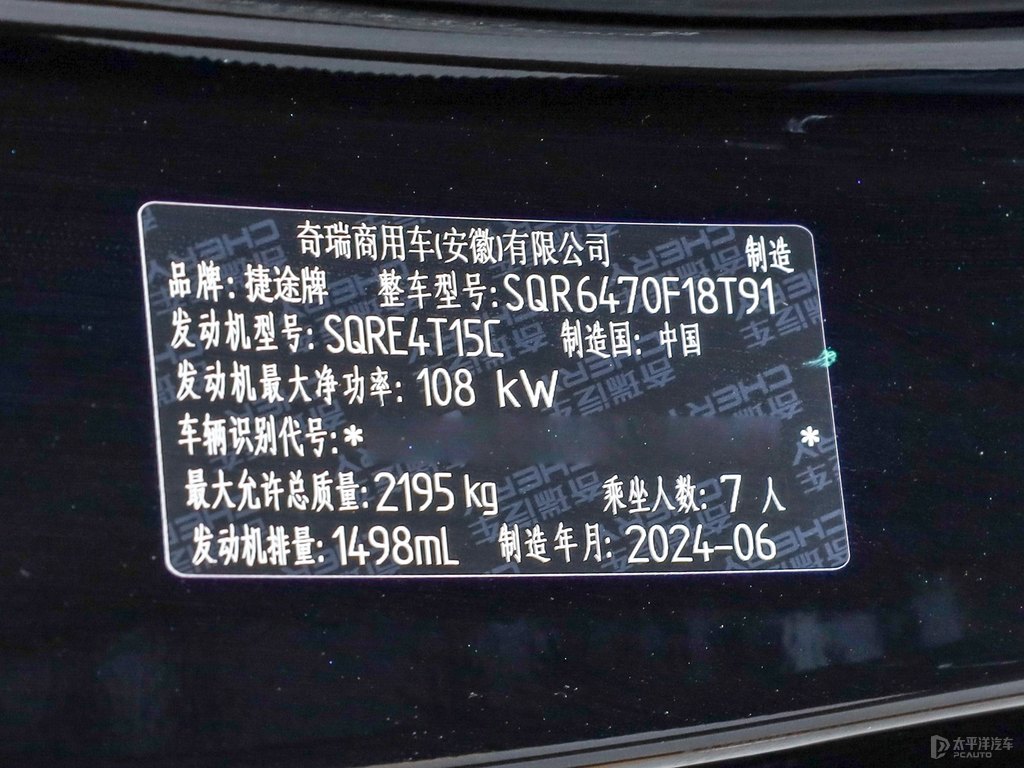 奇瑞商用车(安徽)有限公司 制造
品牌:捷途牌 整车型号:SQR6470F18T91
发动机型号:SQRE4T15C 制造国:中国
发动机最大净功率:108 kW
车辆识别代号:* *
最大允许总质量:2195 kg 乘坐人数:7 人
发动机排量:1498mL 制造年月:2024-06
太平洋汽车
PCAUTO